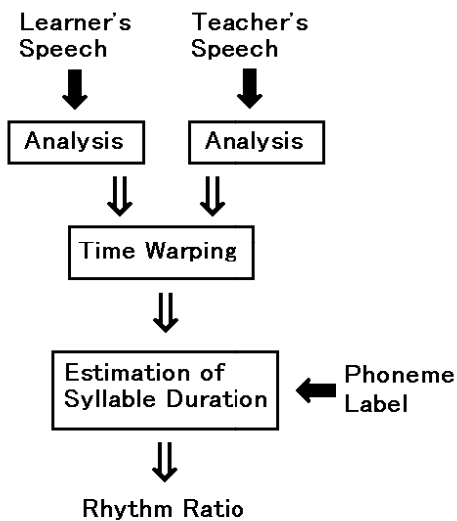 Learner's
Speech
Teacher's
Speech
Analysis
Analysis
Time Warping
Estimation of
Syllable Duration
Phoneme
Label
Rhythm Ratio